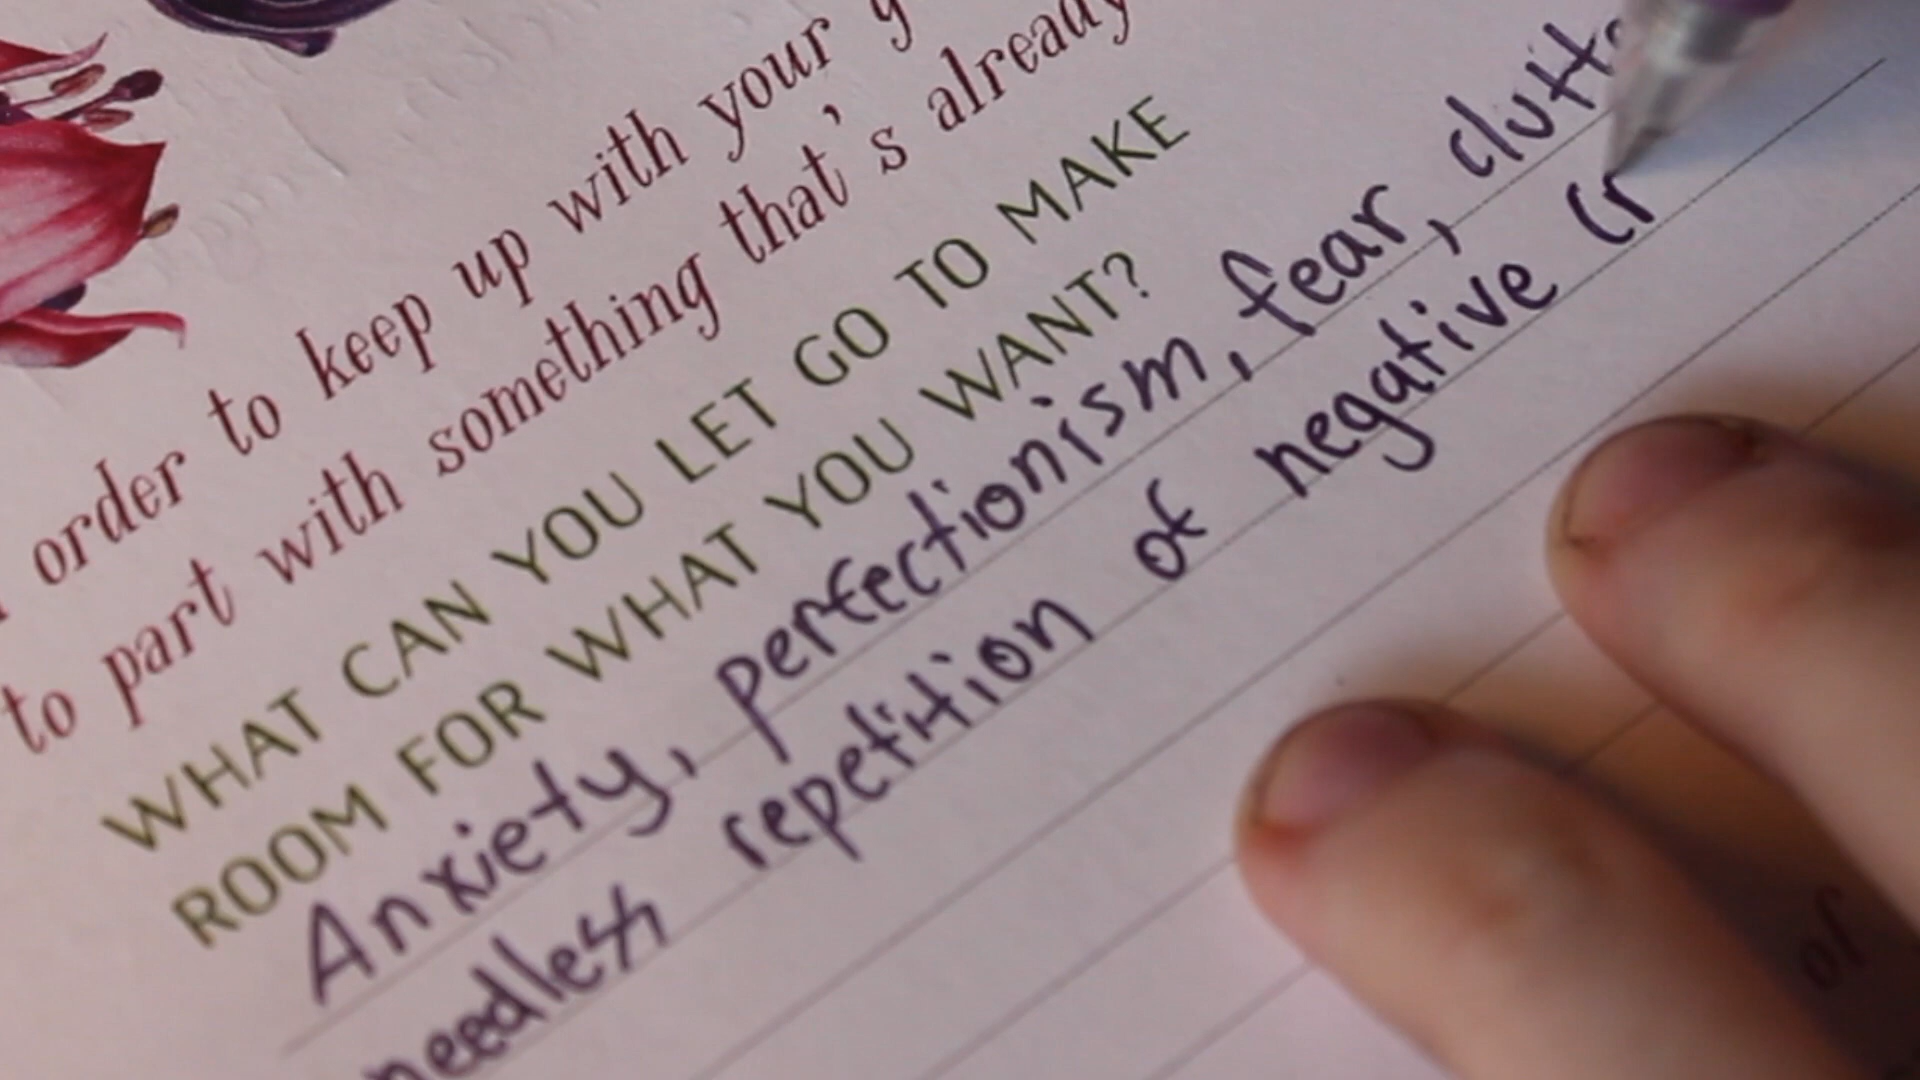 order to keep up with your
to part with something that's already
WHAT CAN YOU LET GO TO MAKE
ROOM FOR WHAT YOU WANT?
Anxiety, perfectionism, fear,
repetition of negative
of